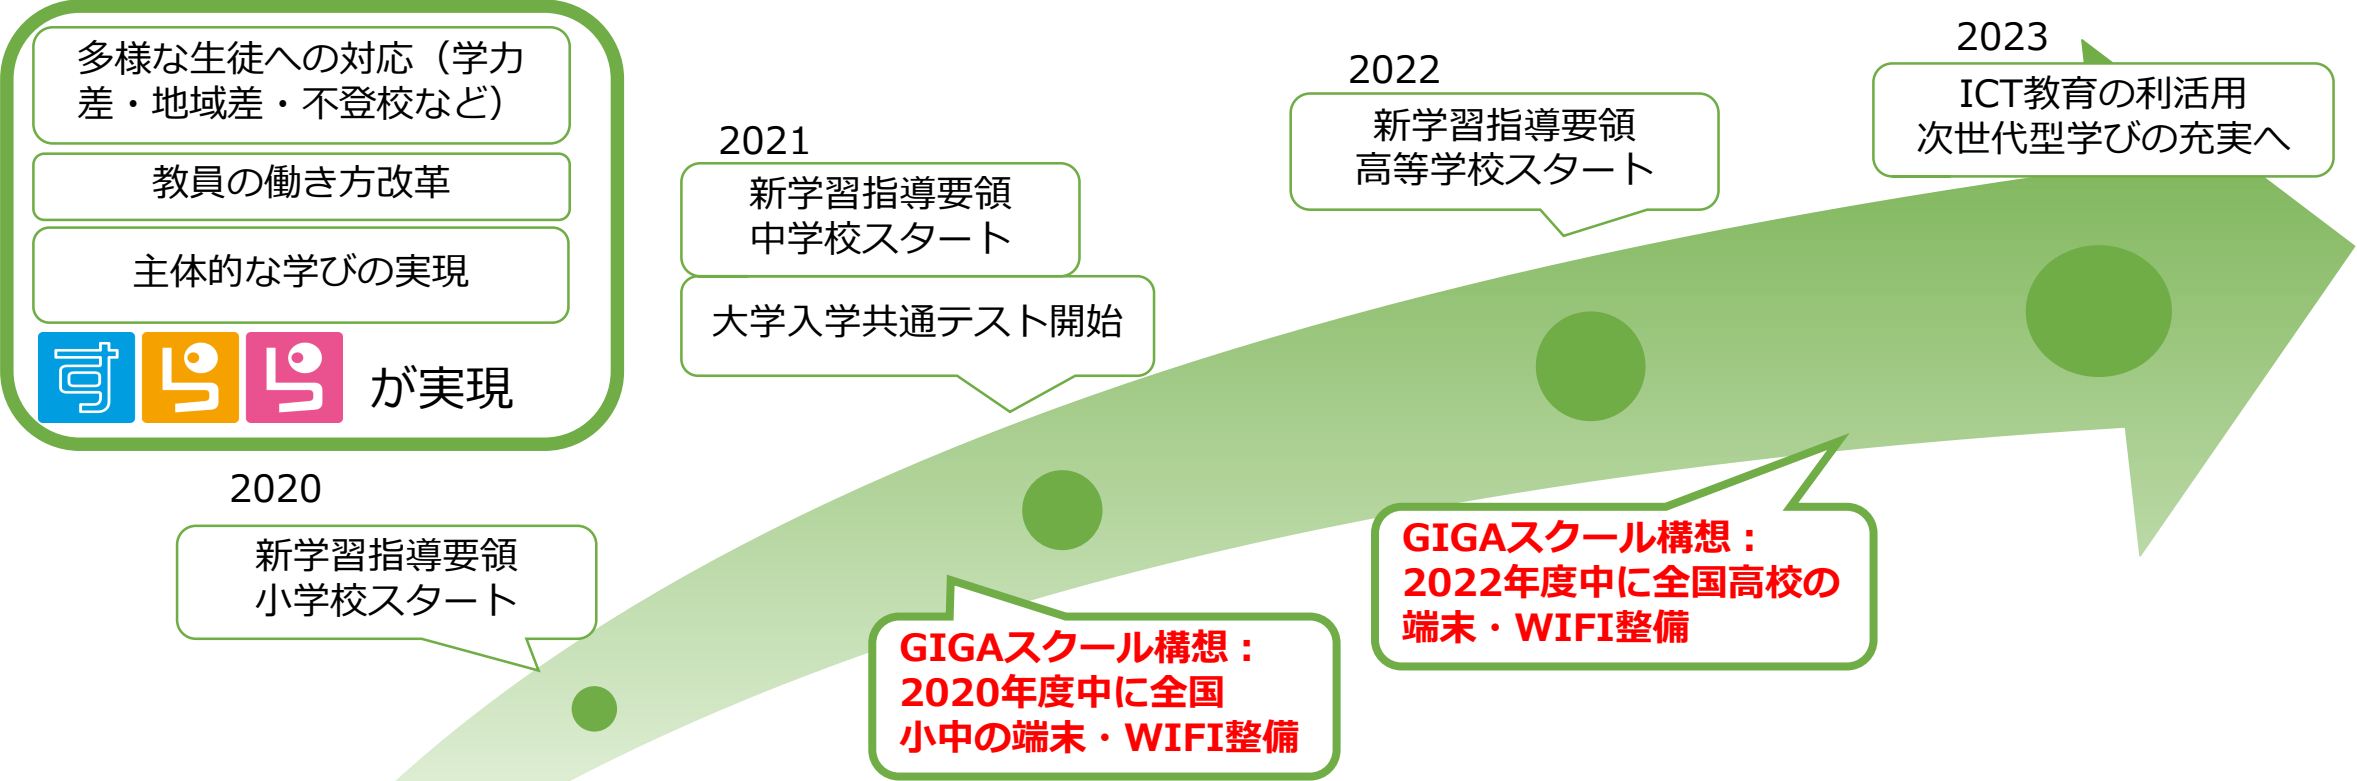 多様な生徒への対応（学力
差・地域差・不登校など）
教員の働き方改革
主体的な学びの実現
すらら が実現
2020
新学習指導要領
小学校スタート
2021
新学習指導要領
中学校スタート
大学入学共通テスト開始
2022
新学習指導要領
高等学校スタート
2023
ICT教育の利活用
次世代型学びの充実へ
GIGAスクール構想：
2020年度中に全国
小中の端末・WIFI整備
GIGAスクール構想：
2022年度中に全国高校の
端末・WIFI整備